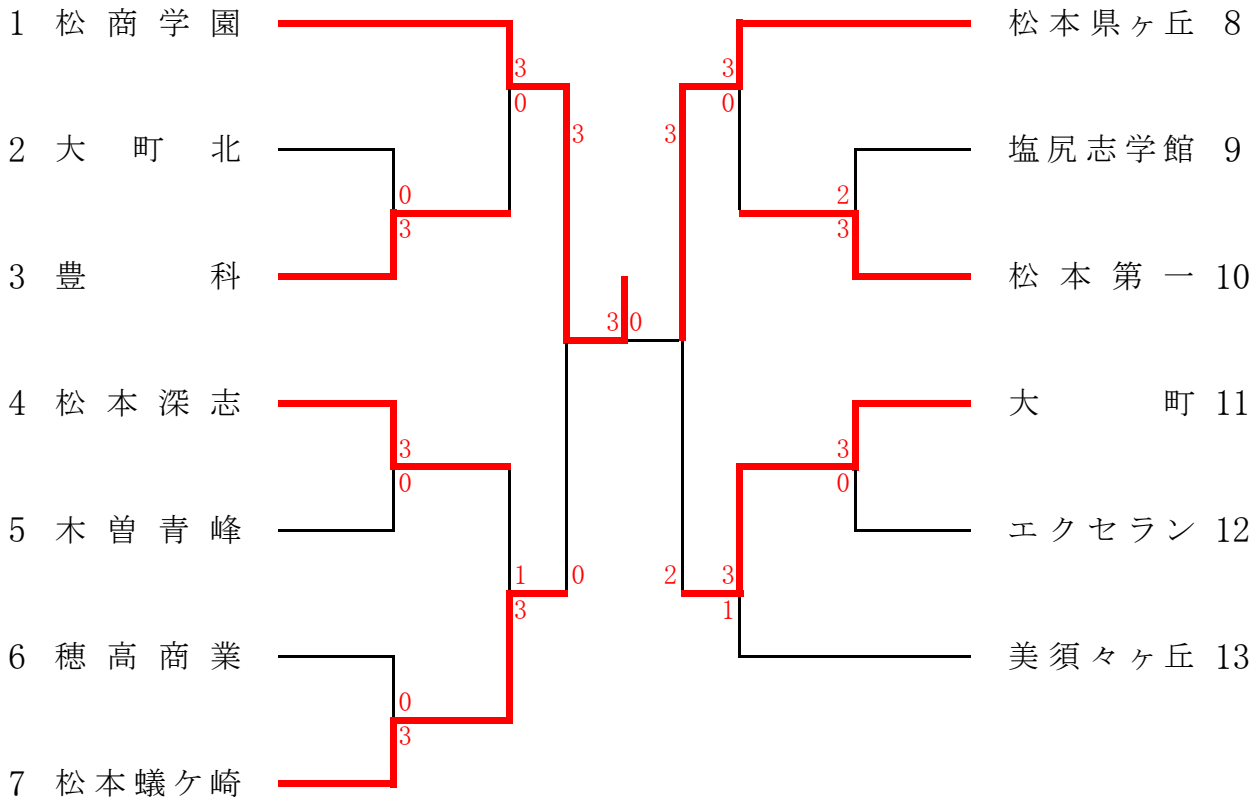 1 松商学園
2 大町北
3 豊科
4 松本深志
5 木曽青峰
6 穂高商業
7 松本蟻ケ崎
3
0
3
0
3
3
0
1
3
0
0
3
3 0
3
3
0
2
3
3
0
2
3
1
松本県ヶ丘 8
塩尻志学館 9
松本第一 10
大町 11
エクセラン 12
美須々ヶ丘 13